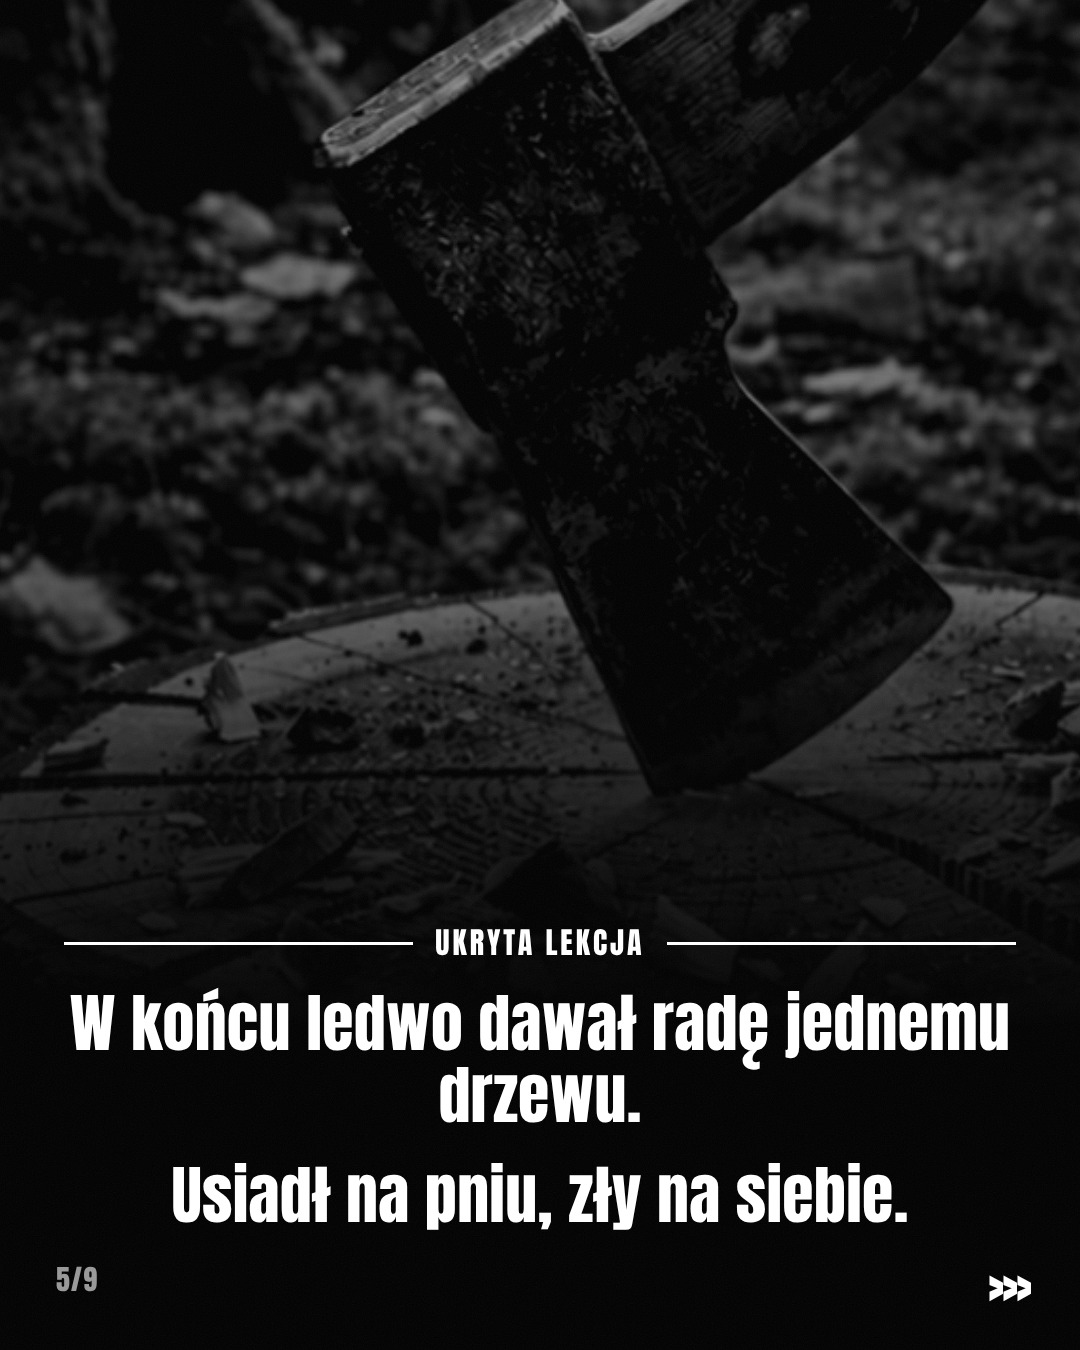 UKRYTA LEKCJA
W końcu ledwo dawał radę jednemu
drzewu.
Usiadł na pniu, zły na siebie.
5/9
>>>